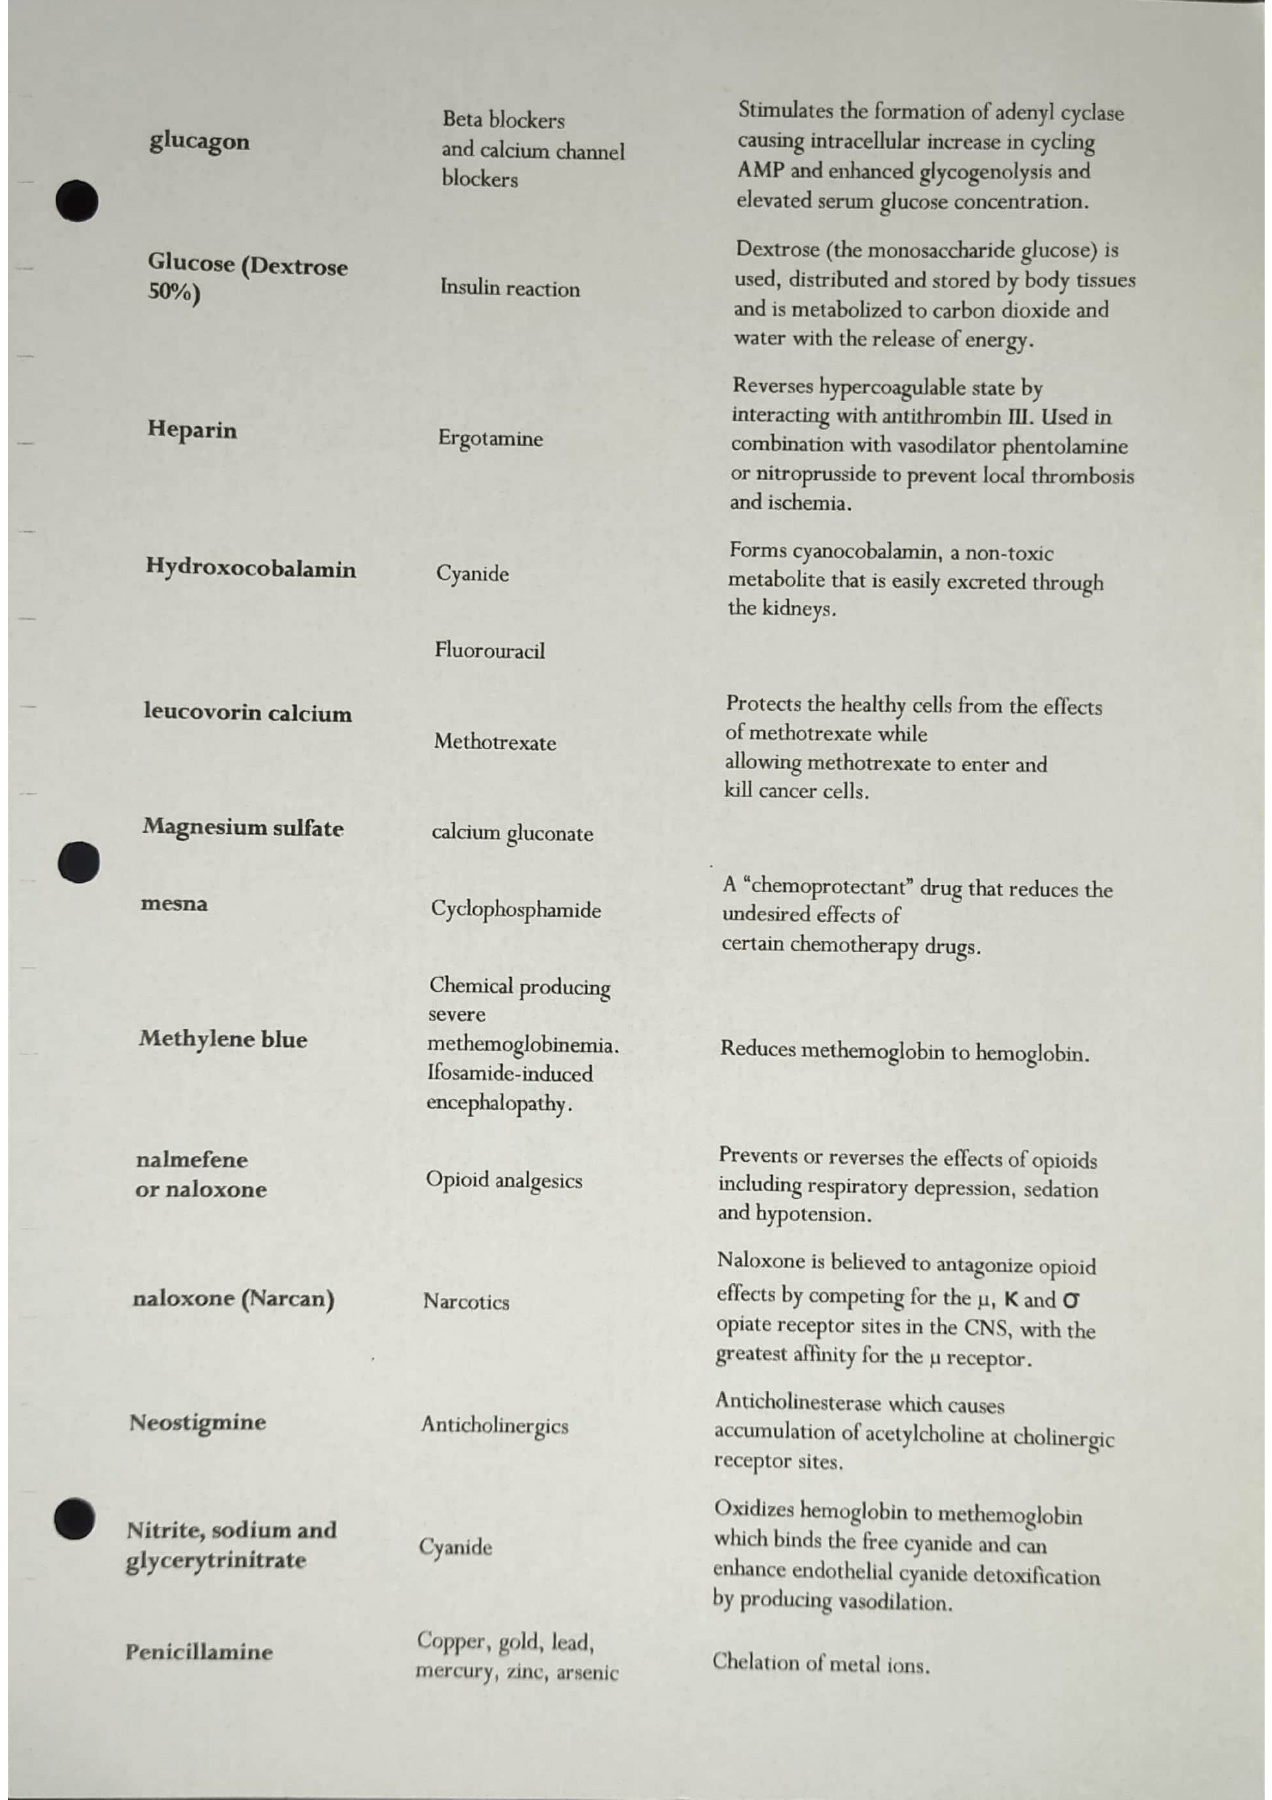 glucagon
Beta blockers
and calcium channel
blockers
Stimulates the formation of adenyl cyclase
causing intracellular increase in cycling
AMP and enhanced glycogenolysis and
elevated serum glucose concentration.
Glucose (Dextrose
50%)
Insulin reaction
Dextrose (the monosaccharide glucose) is
used, distributed and stored by body tissues
and is metabolized to carbon dioxide and
water with the release of energy.
Heparin
Ergotamine
Reverses hypercoagulable state by
interacting with antithrombin III. Used in
combination with vasodilator phentolamine
or nitroprusside to prevent local thrombosis
and ischemia.
Hydroxocobalamin
Cyanide
Forms cyanocobalamin, a non-toxic
metabolite that is easily excreted through
the kidneys.
leucovorin calcium
Fluorouracil
Methotrexate
Protects the healthy cells from the effects
of methotrexate while
allowing methotrexate to enter and
kill cancer cells.
Magnesium sulfate
calcium gluconate
mesna
Cyclophosphamide
A “chemoprotectant” drug that reduces the
undesired effects of
certain chemotherapy drugs.
Methylene blue
Chemical producing
severe
methemoglobinemia.
Ifosamide-induced
encephalopathy.
Reduces methemoglobin to hemoglobin.
nalmefene
or naloxone
Opioid analgesics
Prevents or reverses the effects of opioids
including respiratory depression, sedation
and hypotension.
naloxone (Narcan)
Narcotics
Naloxone is believed to antagonize opioid
effects by competing for the μ, K and σ
opiate receptor sites in the CNS, with the
greatest affinity for the μ receptor.
Neostigmine
Anticholinergics
Anticholinesterase which causes
accumulation of acetylcholine at cholinergic
receptor sites.
Nitrite, sodium and
glycerytrinitrate
Cyanide
Oxidizes hemoglobin to methemoglobin
which binds the free cyanide and can
enhance endothelial cyanide detoxification
by producing vasodilation.
Penicillamine
Copper, gold, lead,
mercury, zinc, arsenic
Chelation of metal ions.